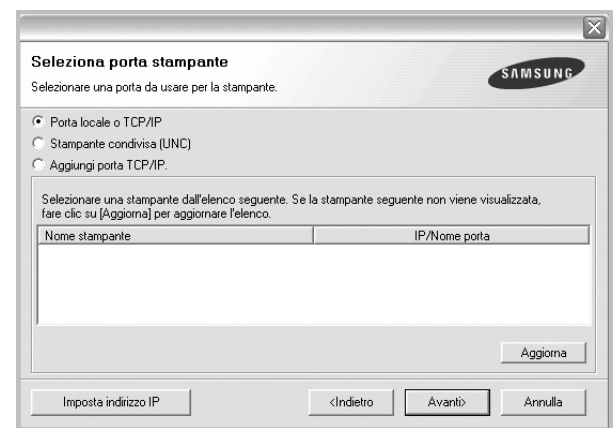 Seleziona porta stampante
Selezionare una porta da usare per la stampante.
SAMSUNG
Porta locale o TCP/IP
Stampante condivisa (UNC)
Aggiungi porta TCP/IP.
Selezionare una stampante dall'elenco seguente. Se la stampante seguente non viene visualizzata,
fare clic su [Aggiorna] per aggiornare l'elenco.
Nome stampante IP/Nome porta
Aggiorna
Imposta indirizzo IP <Indietro Avanti> Annulla